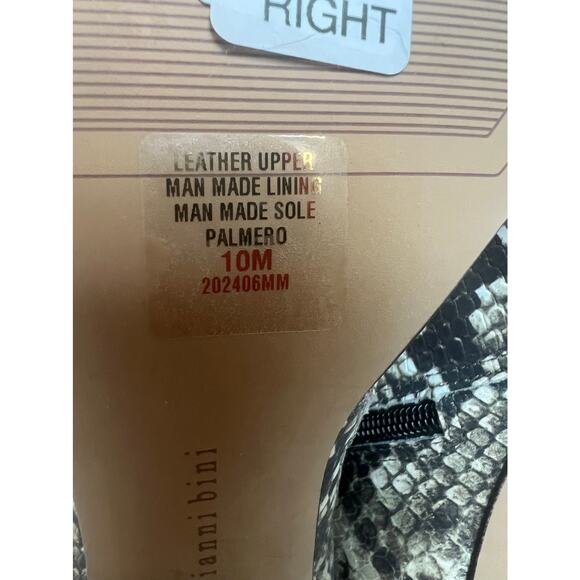 RIGHT
LEATHER UPPER
MAN MADE LINING
MAN MADE SOLE
PALMERO
10M
202406MM
ianni bini